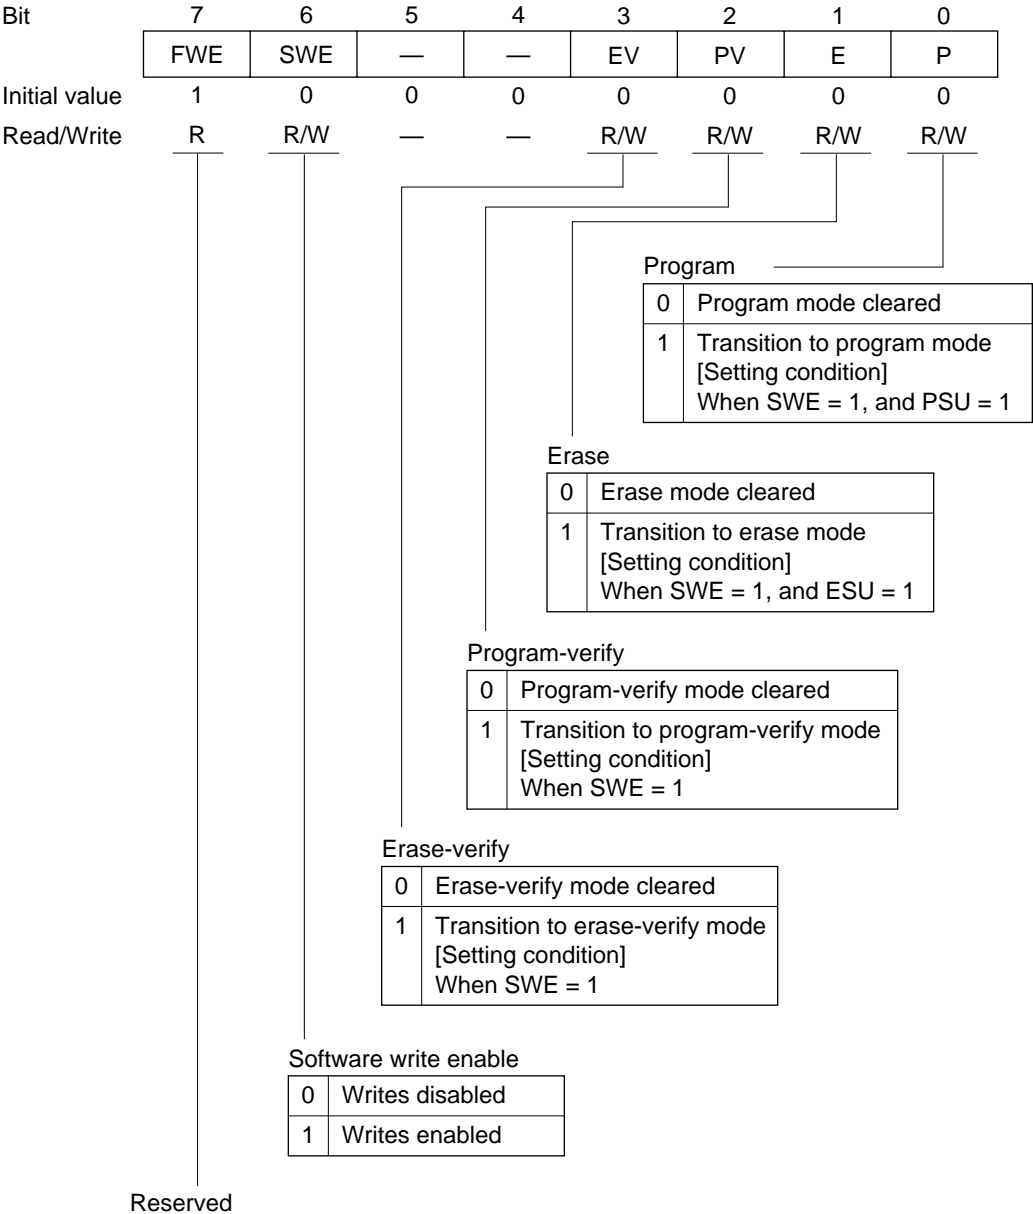 Bit 7 6 5 4 3 2 1 0
FWE SWE — — EV PV E P
Initial value 1 0 0 0 0 0 0 0
Read/Write R R/W — — R/W R/W R/W R/W
Program
0 Program mode cleared
1 Transition to program mode
[Setting condition]
When SWE = 1, and PSU = 1
Erase
0 Erase mode cleared
1 Transition to erase mode
[Setting condition]
When SWE = 1, and ESU = 1
Program-verify
0 Program-verify mode cleared
1 Transition to program-verify mode
[Setting condition]
When SWE = 1
Erase-verify
0 Erase-verify mode cleared
1 Transition to erase-verify mode
[Setting condition]
When SWE = 1
Software write enable
0 Writes disabled
1 Writes enabled
Reserved